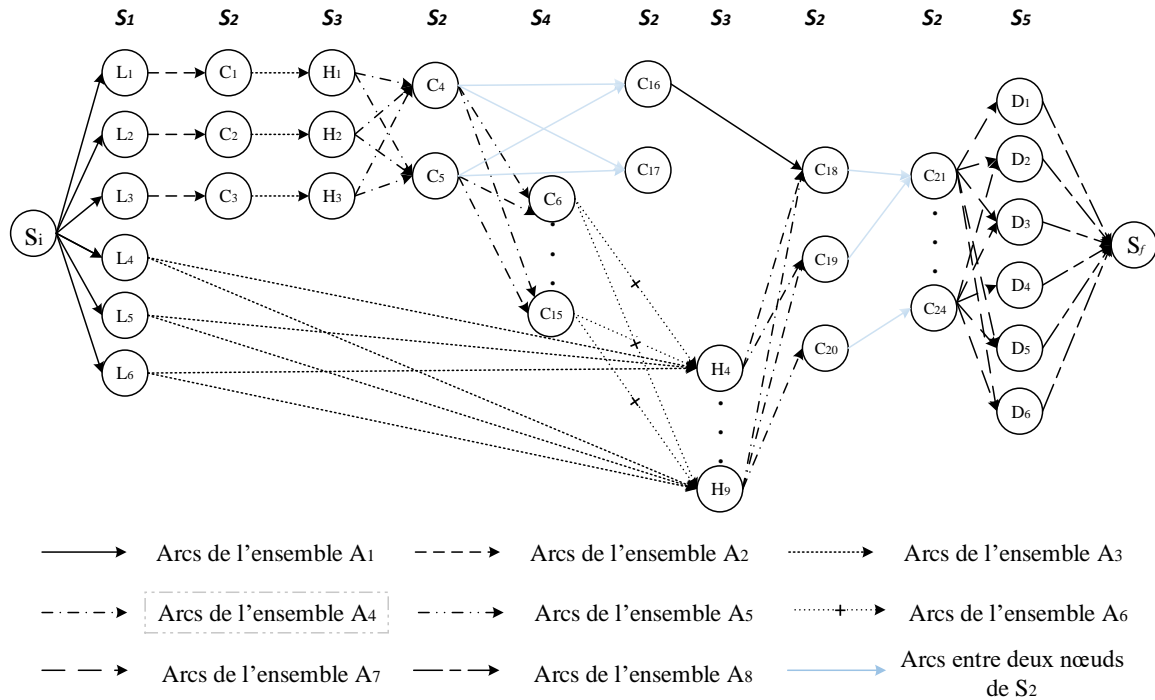 S1 S2 S3 S2 S4 S2 S3 S2 S2 S5
L1 C1 H1 C4 C16 D1
L2 C2 H2 D2
L3 C3 H3 C5 C6 C17 C18 C21 D3
Si Sf
L4 C19 D4
L5 C15 C24 D5
L6 H4 C20 D6
H9
Arcs de l’ensemble A1 Arcs de l’ensemble A2 Arcs de l’ensemble A3
Arcs de l’ensemble A4 Arcs de l’ensemble A5 Arcs de l’ensemble A6
Arcs de l’ensemble A7 Arcs de l’ensemble A8 Arcs entre deux nœuds
de S2